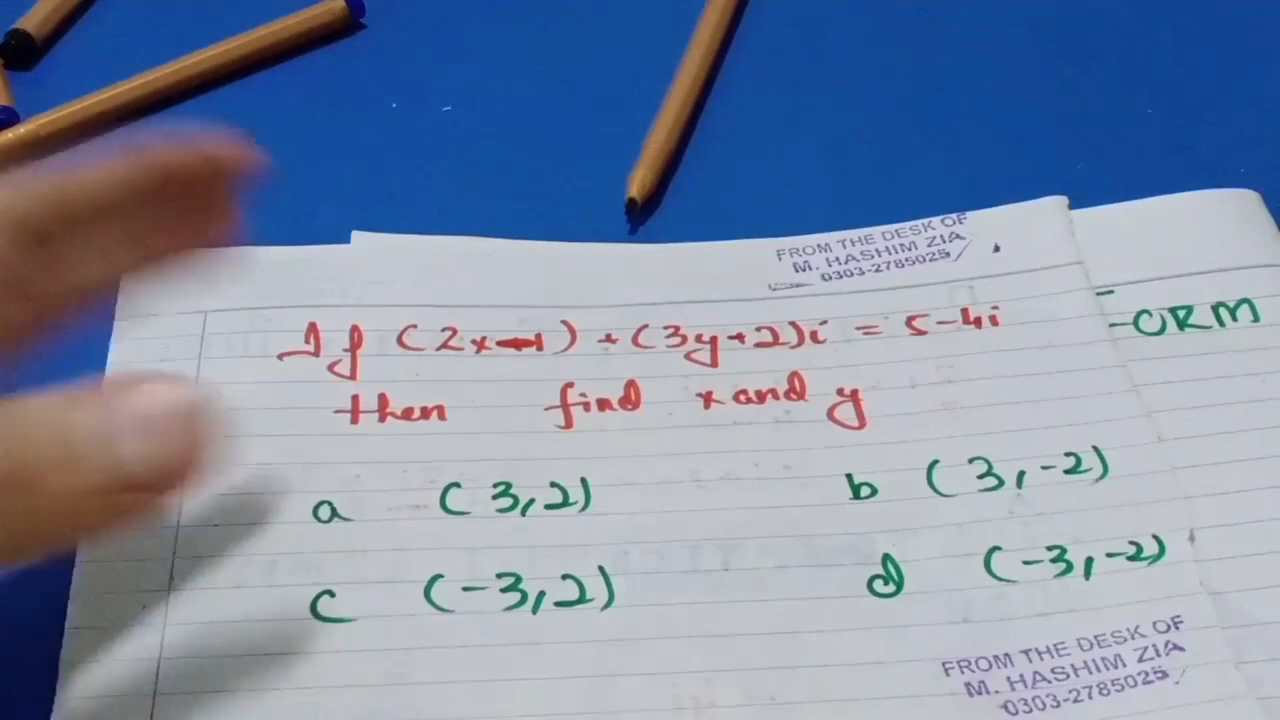 FROM THE DESK OF
M. HASHIM ZIA
0303-2785025
If (2x-1) + (3y+2)i = 5-4i
-ORM
then find x and y
a (3,2) b (3,-2)
c (-3,2) d (-3,-2)
FROM THE DESK OF
M. HASHIM ZIA
0303-2785025